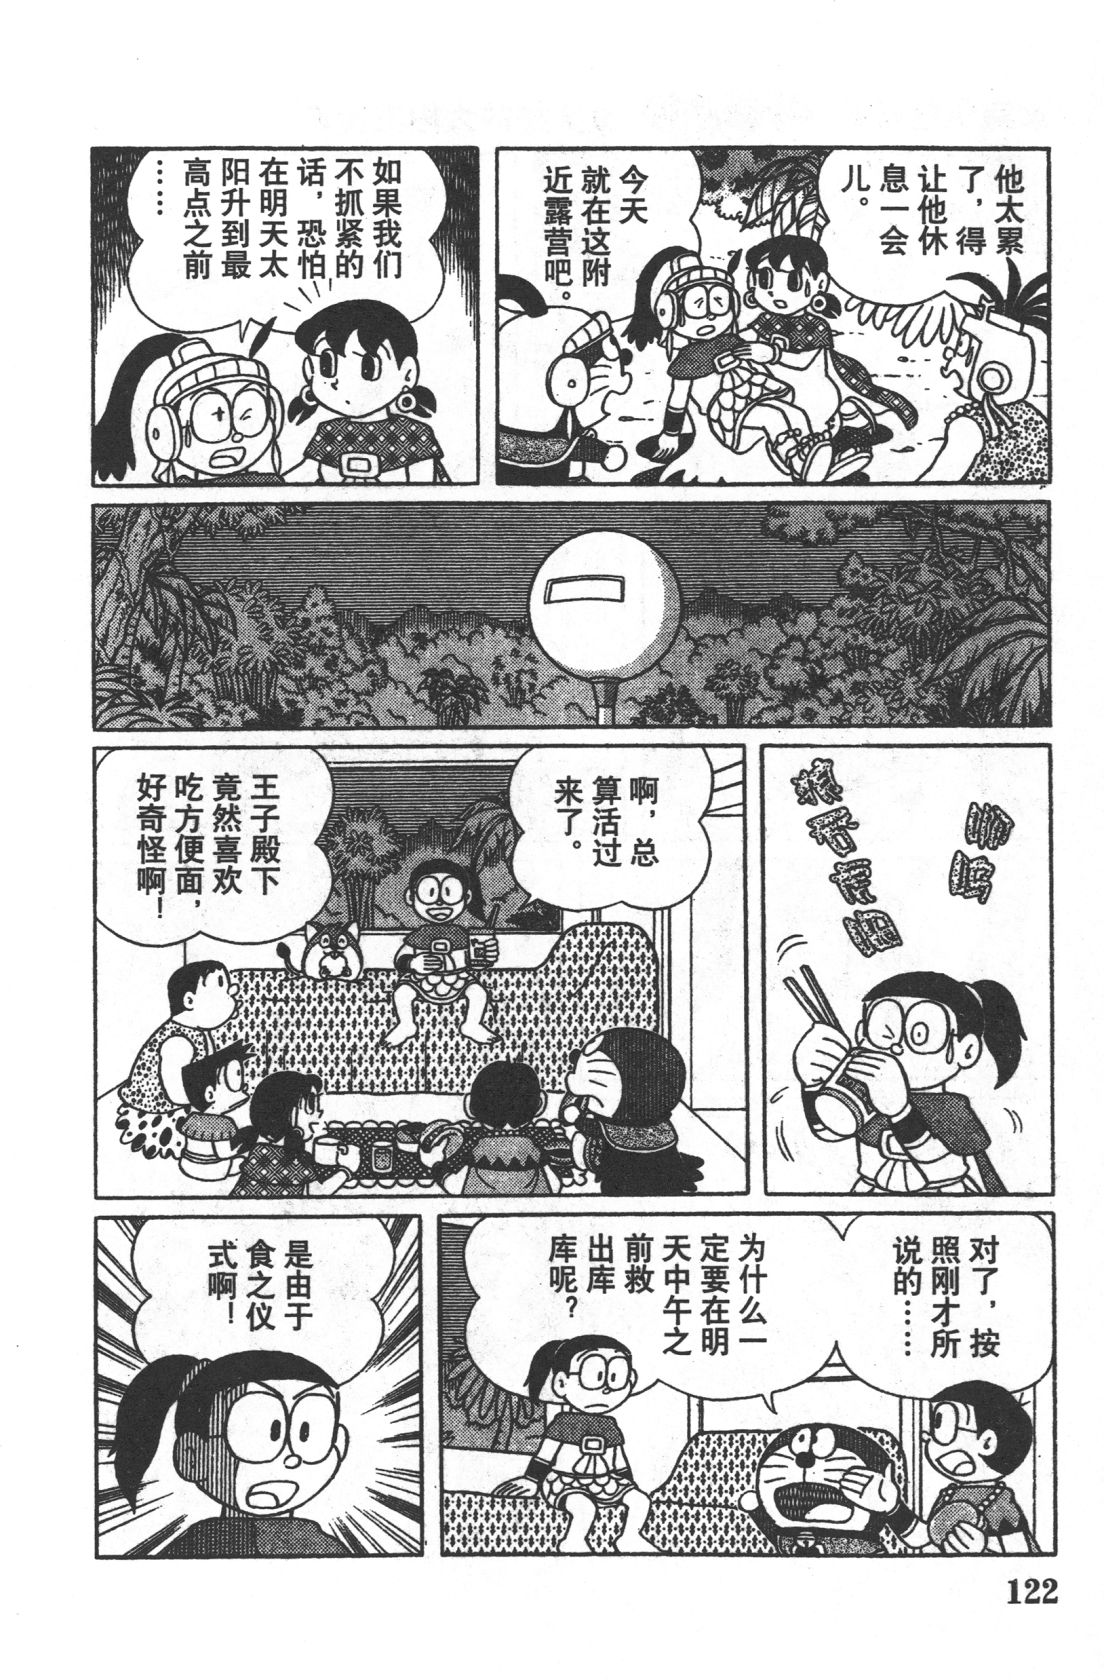 他太累
了，得
让他休
息一会
儿。
今天
就在这附
近露营吧。
如果我们
不抓紧的
话，恐怕
在明天太
阳升到最
高点之前
……
啊，总
算活过
来了。
王子殿下
竟然喜欢
吃方便面，
好奇怪啊！
对了，按
照刚才所
说的……
为什么一
定要在明
天中午之
前救
出库
库呢？
是由于
食之仪
式啊！
122